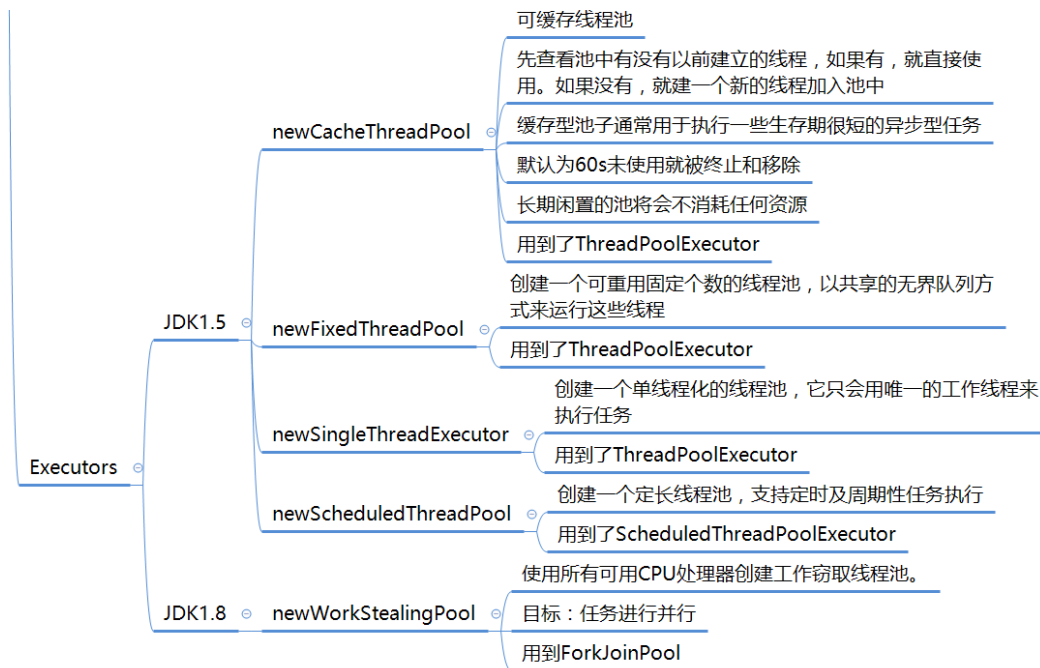 可缓存线程池
先查看池中有没有以前建立的线程，如果有，就直接使
用。如果没有，就建一个新的线程加入池中
newCacheThreadPool
缓存型池子通常用于执行一些生存期很短的异步型任务
默认为60s未使用就被终止和移除
长期闲置的池将会不消耗任何资源
用到了ThreadPoolExecutor
创建一个可重用固定个数的线程池，以共享的无界队列方
式来运行这些线程
JDK1.5
newFixedThreadPool
用到了ThreadPoolExecutor
创建一个单线程化的线程池，它只会用唯一的工作线程来
执行任务
newSingleThreadExecutor
用到了ThreadPoolExecutor
Executors
创建一个定长线程池，支持定时及周期性任务执行
newScheduledThreadPool
用到了ScheduledThreadPoolExecutor
使用所有可用CPU处理器创建工作窃取线程池。
JDK1.8
newWorkStealingPool
目标：任务进行并行
用到ForkJoinPool